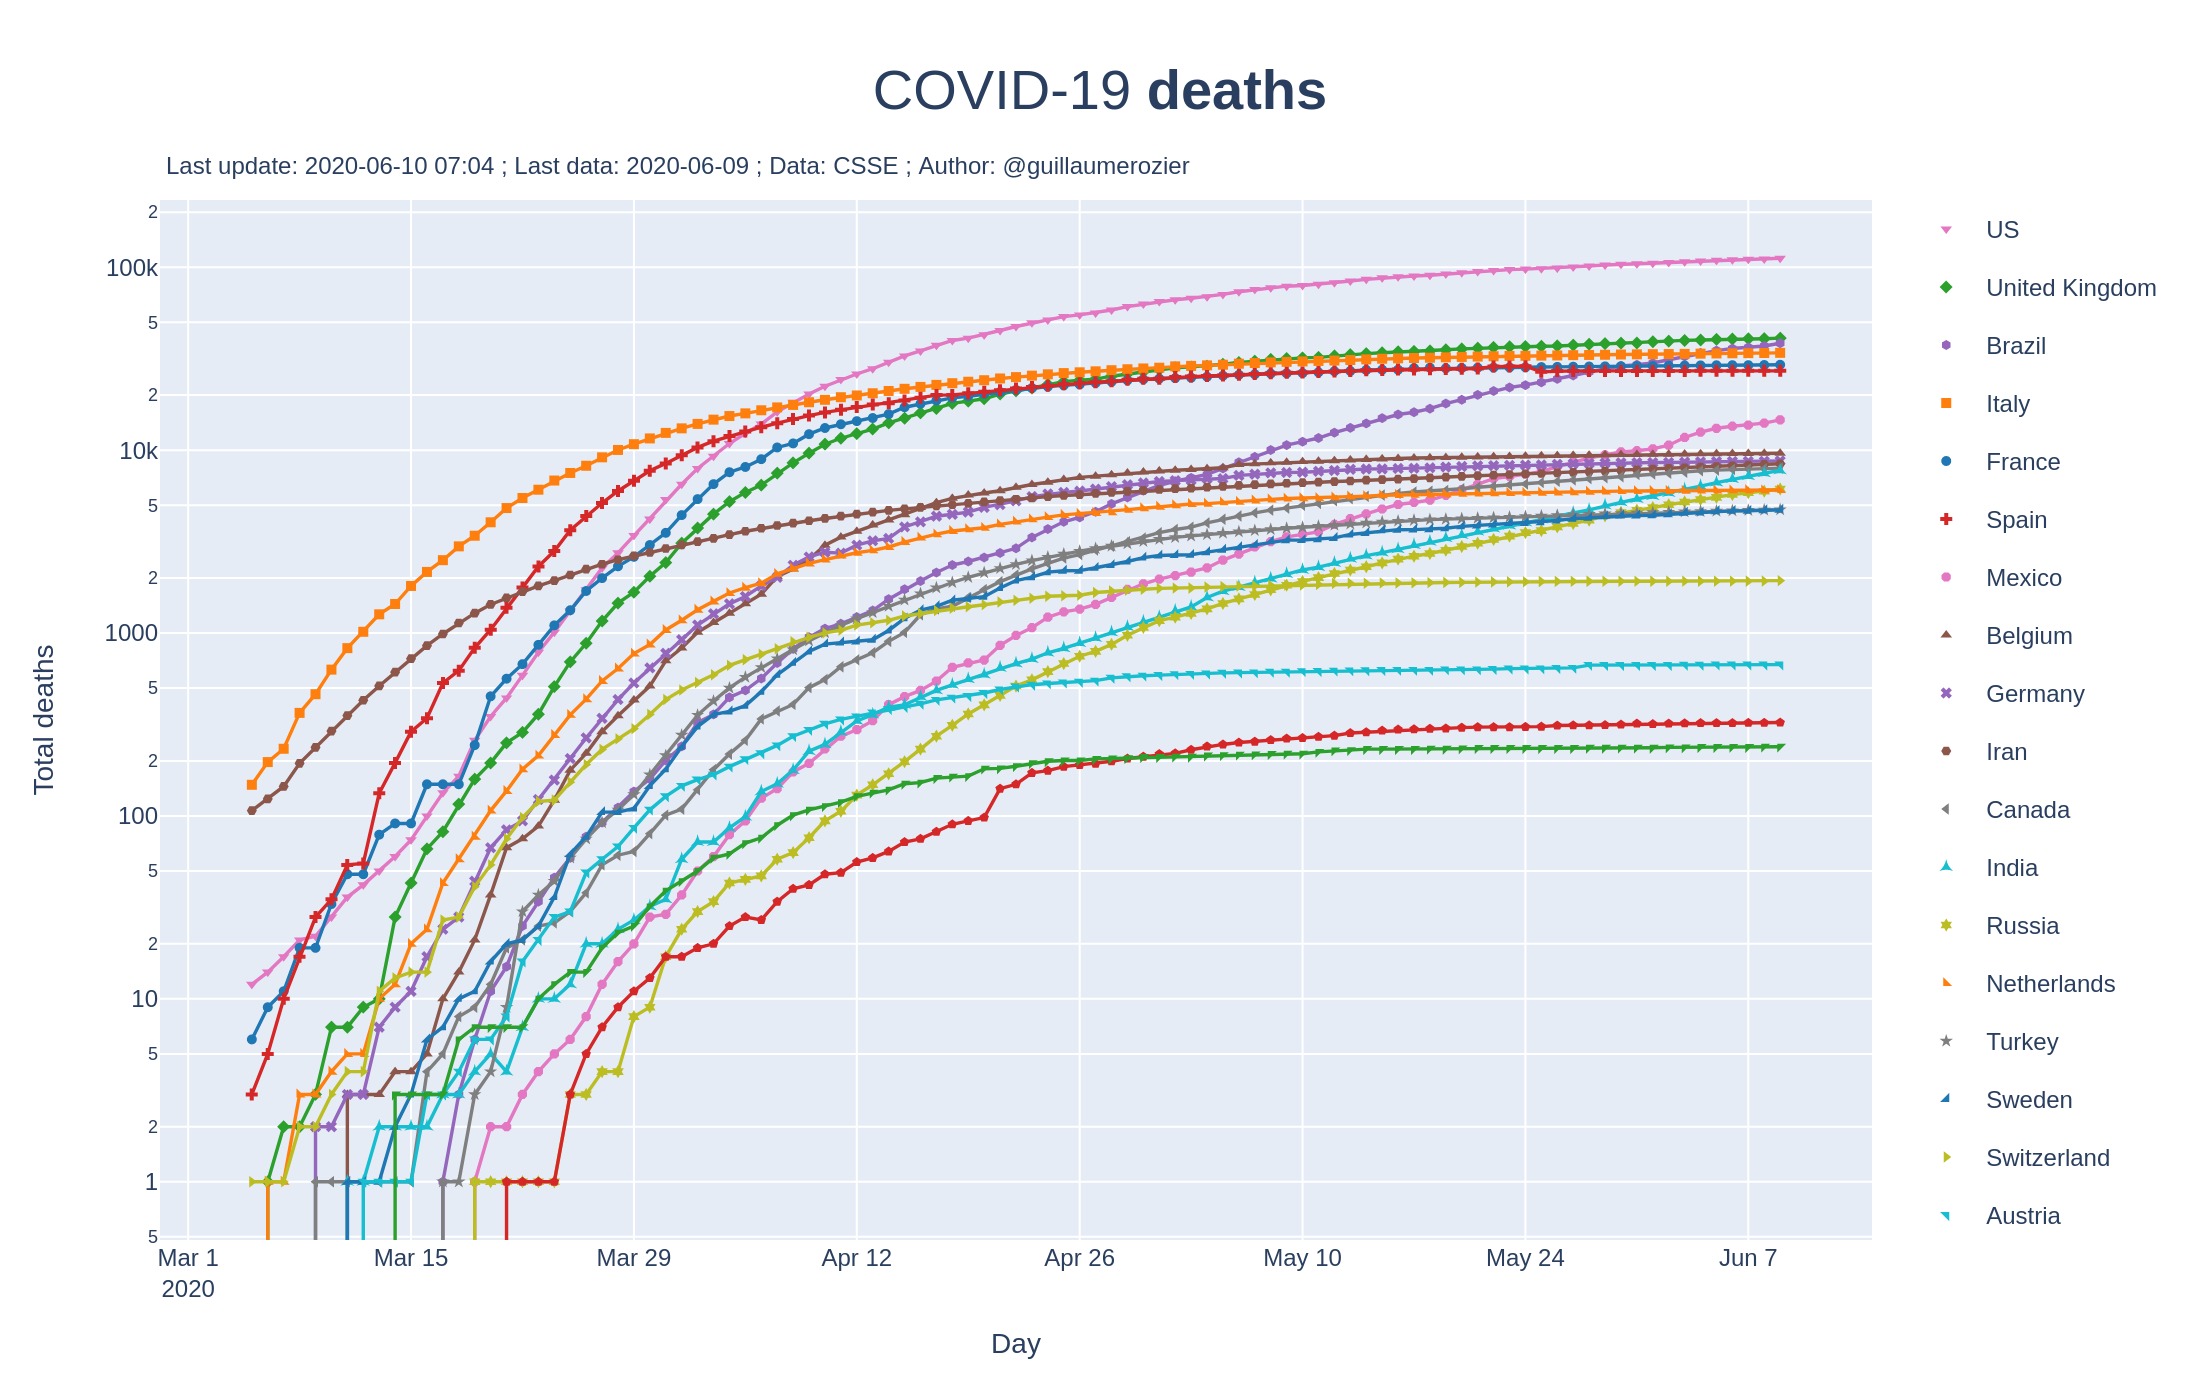 COVID-19 deaths
Last update: 2020-06-10 07:04 ; Last data: 2020-06-09 ; Data: CSSE ; Author: @guillaumerozier
2
100k
5
2
10k
5
2
1000
5
2
100
5
2
10
5
2
1
5
Total deaths
Mar 1
2020
Mar 15
Mar 29
Apr 12
Apr 26
May 10
May 24
Jun 7
Day
US
United Kingdom
Brazil
Italy
France
Spain
Mexico
Belgium
Germany
Iran
Canada
India
Russia
Netherlands
Turkey
Sweden
Switzerland
Austria